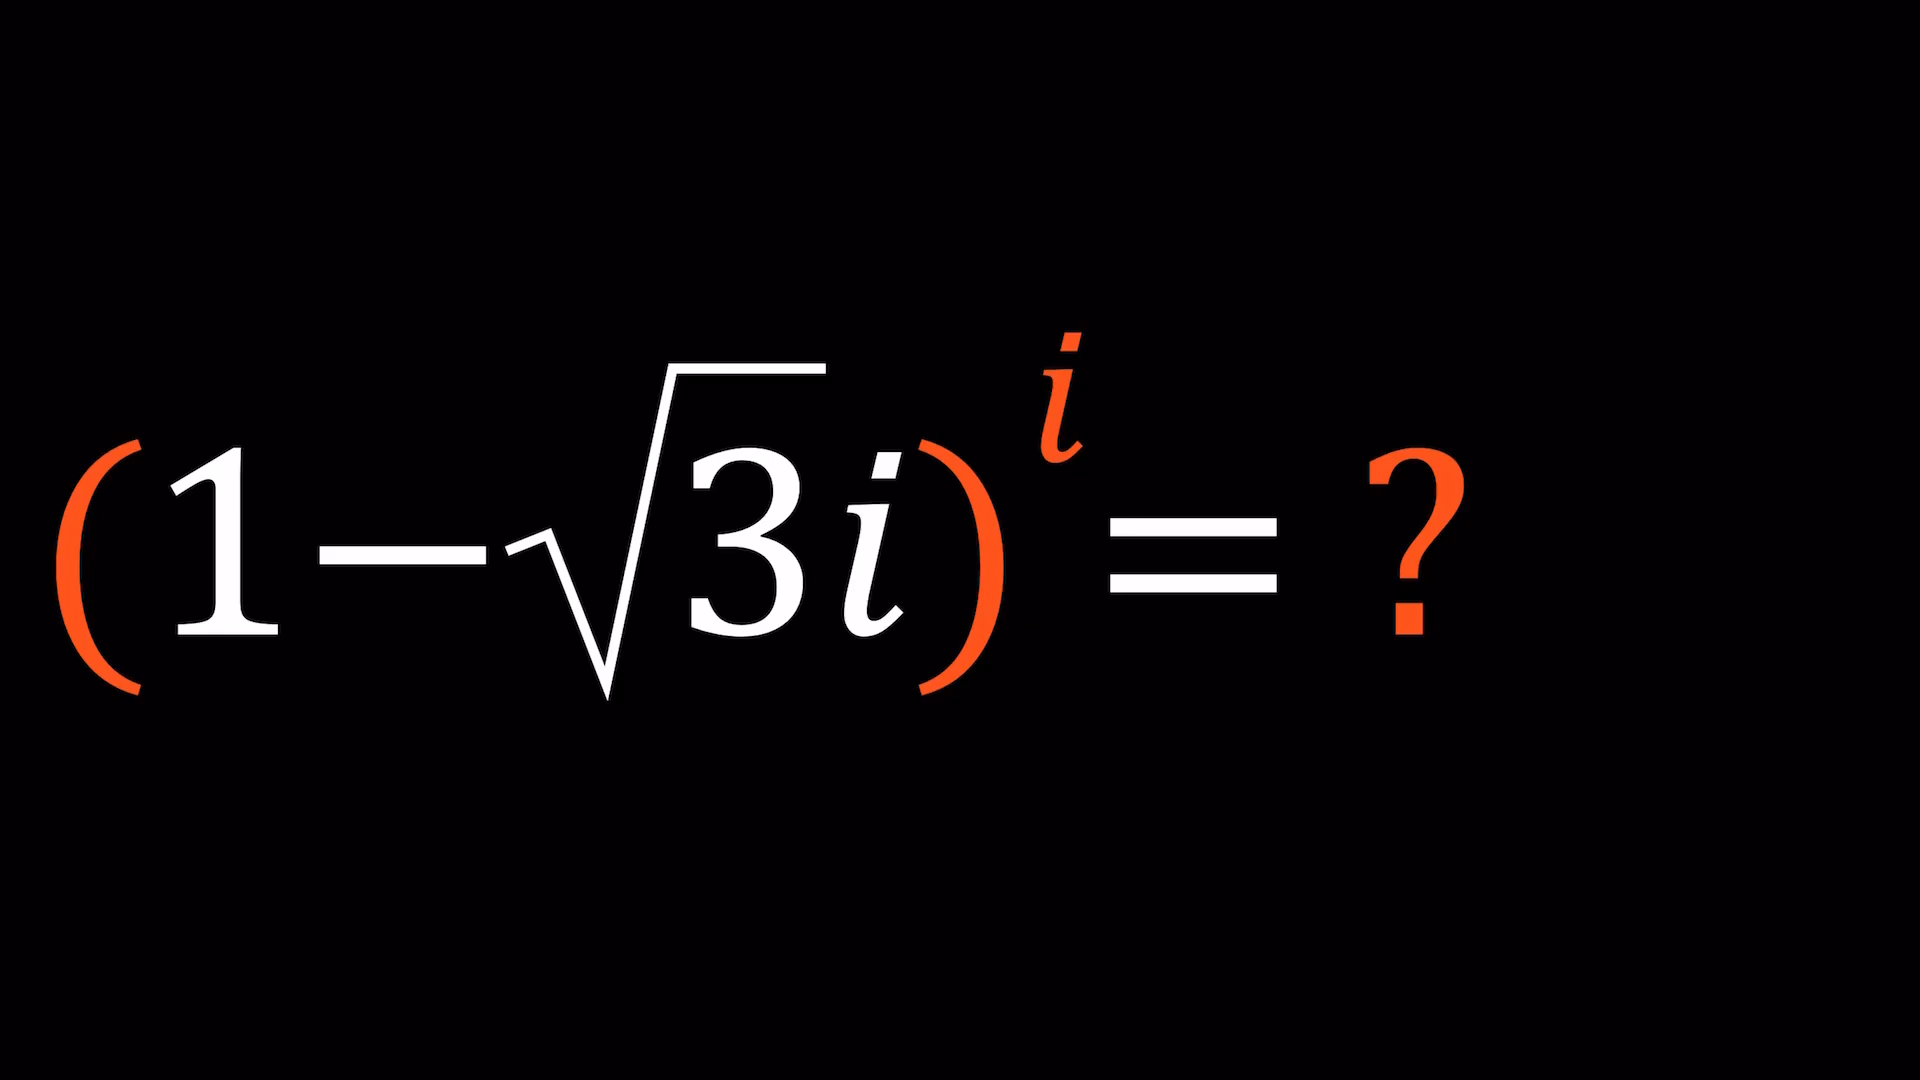 (1−√3i)ⁱ = ?